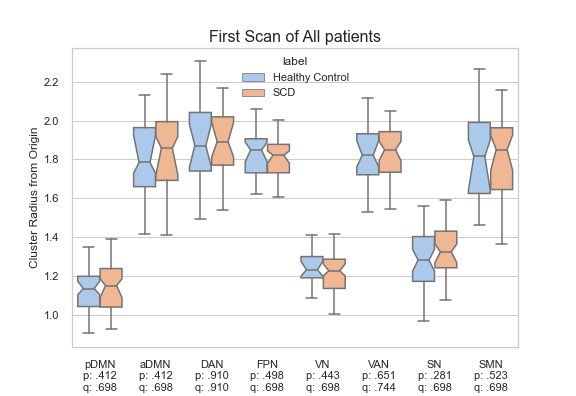 First Scan of All patients
label
Healthy Control
SCD
Cluster Radius from Origin
2.2
2.0
1.8
1.6
1.4
1.2
1.0
pDMN aDMN DAN FPN VN VAN SN SMN
p: .412 p: .412 p: .910 p: .498 p: .443 p: .651 p: .281 p: .523
q: .698 q: .698 q: .910 q: .698 q: .698 q: .744 q: .698 q: .698